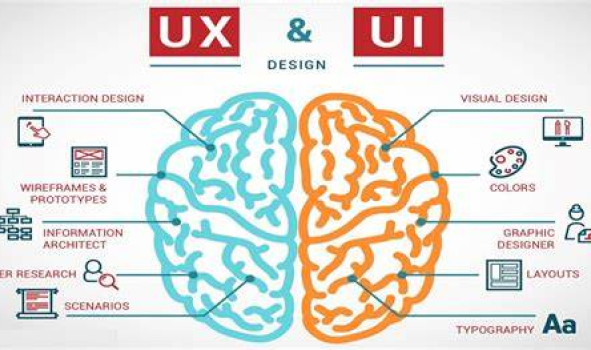 UX & UI
DESIGN
INTERACTION DESIGN
WIREFRAMES &
PROTOTYPES
INFORMATION
ARCHITECT
ER RESEARCH
SCENARIOS
VISUAL DESIGN
COLORS
GRAPHIC
DESIGNER
LAYOUTS
TYPOGRAPHY Aa